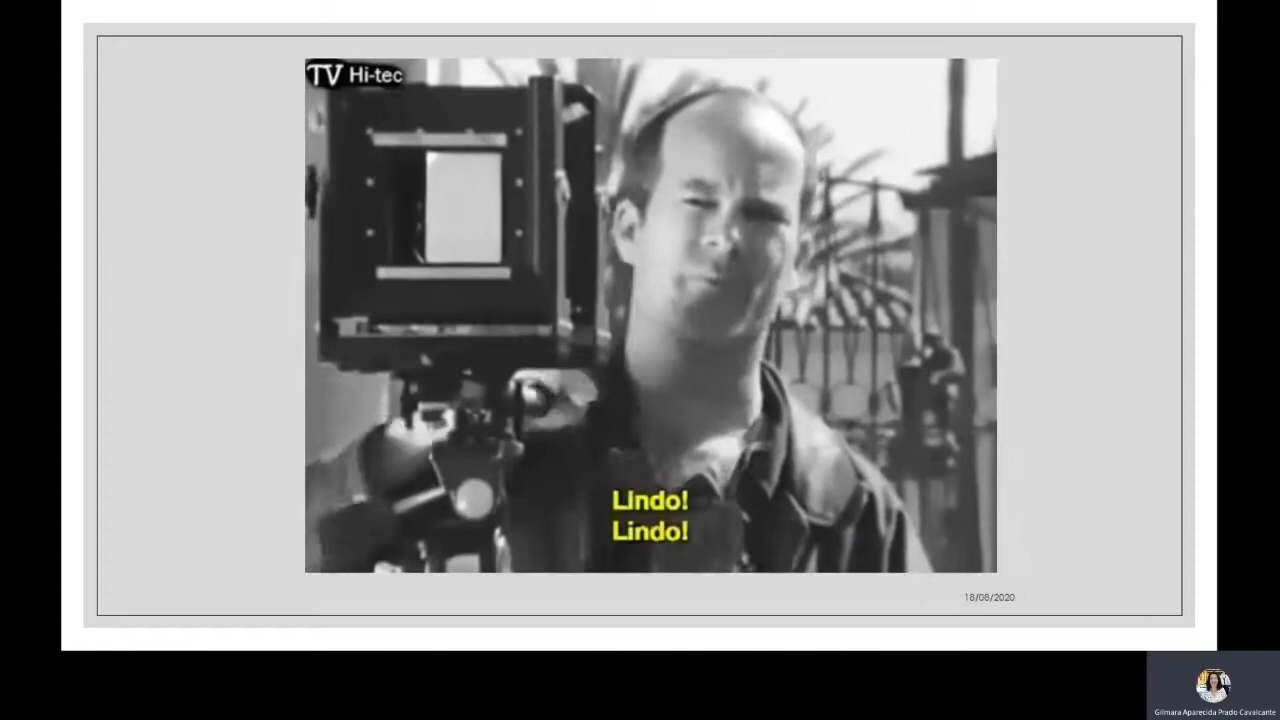 TV Hi-tec
Lindo!
Lindo!
18/08/2020
Gilmara Aparecida Prado Cavalcante